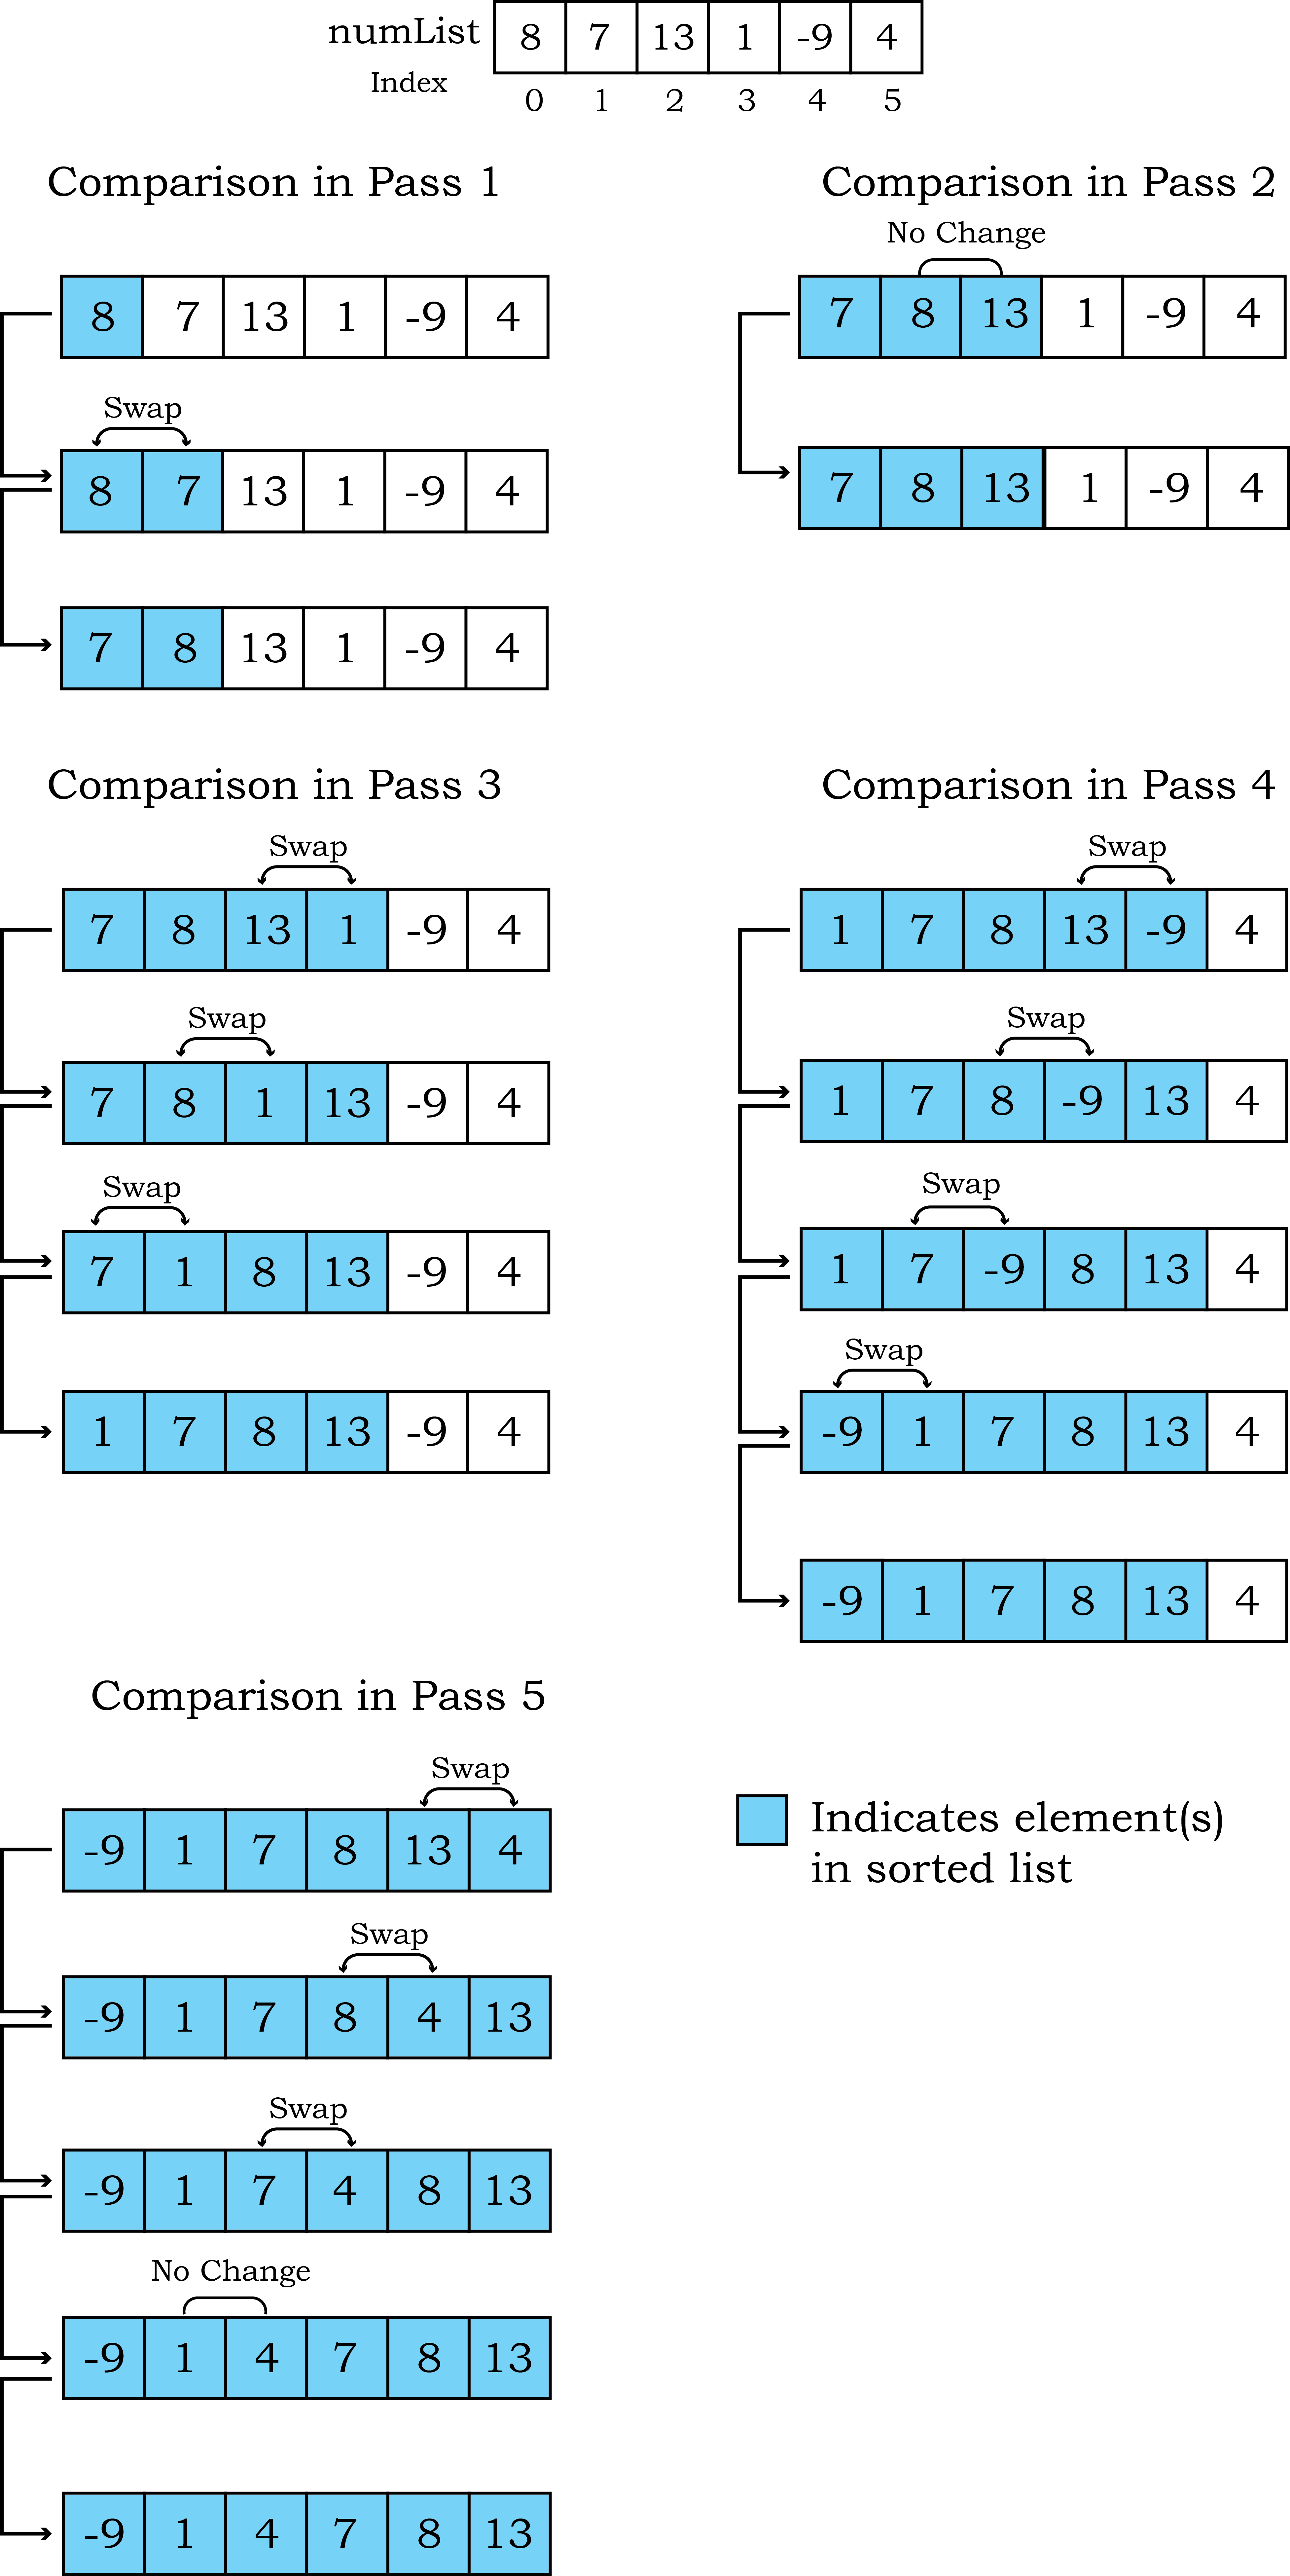 numList 8 7 13 1 -9 4
Index 0 1 2 3 4 5
Comparison in Pass 1
8 7 13 1 -9 4
Swap
8 7 13 1 -9 4
7 8 13 1 -9 4
Comparison in Pass 2
No Change
7 8 13 1 -9 4
7 8 13 1 -9 4
Comparison in Pass 3
Swap
7 8 13 1 -9 4
Swap
7 8 1 13 -9 4
Swap
7 1 8 13 -9 4
1 7 8 13 -9 4
Comparison in Pass 4
Swap
1 7 8 13 -9 4
Swap
1 7 8 -9 13 4
Swap
1 7 -9 8 13 4
Swap
-9 1 7 8 13 4
-9 1 7 8 13 4
Comparison in Pass 5
Swap
-9 1 7 8 13 4
Swap
-9 1 7 8 4 13
Swap
-9 1 7 4 8 13
No Change
-9 1 4 7 8 13
-9 1 4 7 8 13
Indicates element(s)
in sorted list